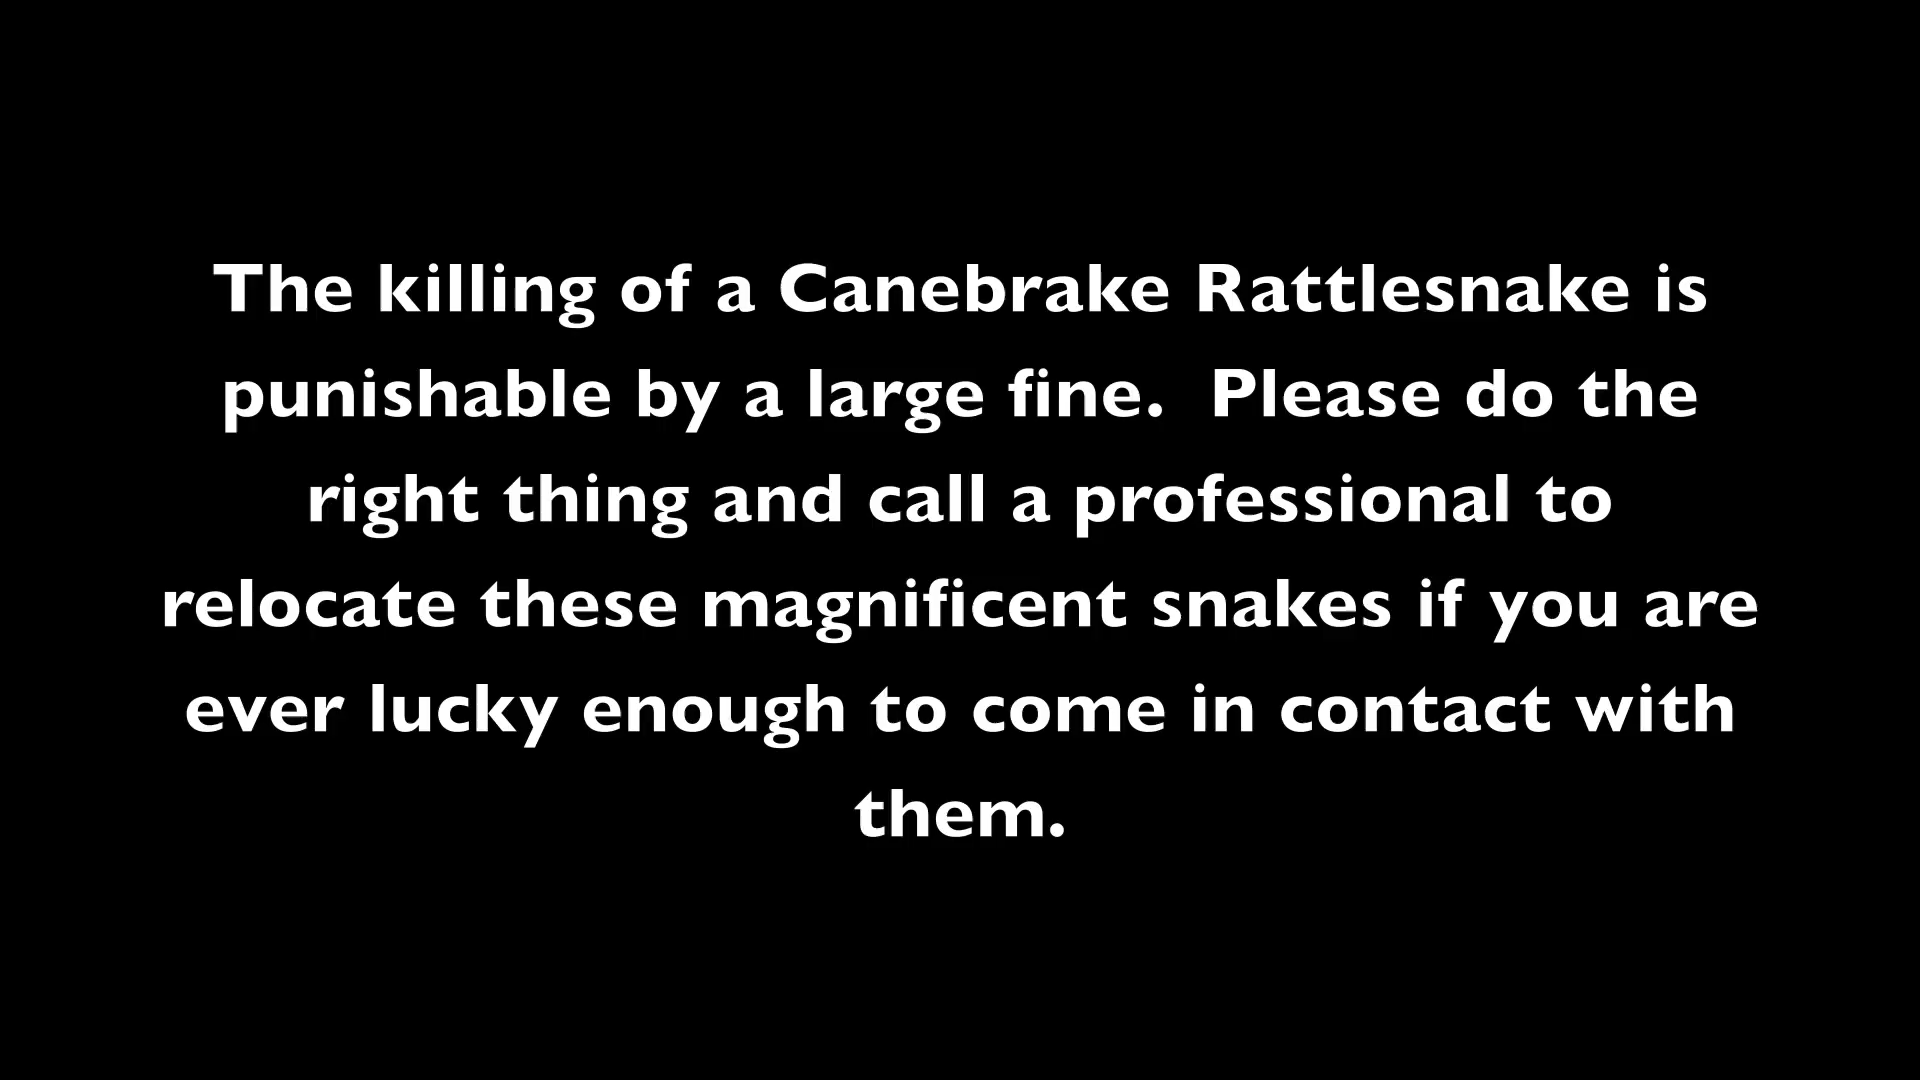 The killing of a Canebrake Rattlesnake is
punishable by a large fine.  Please do the
right thing and call a professional to
relocate these magnificent snakes if you are
ever lucky enough to come in contact with
them.